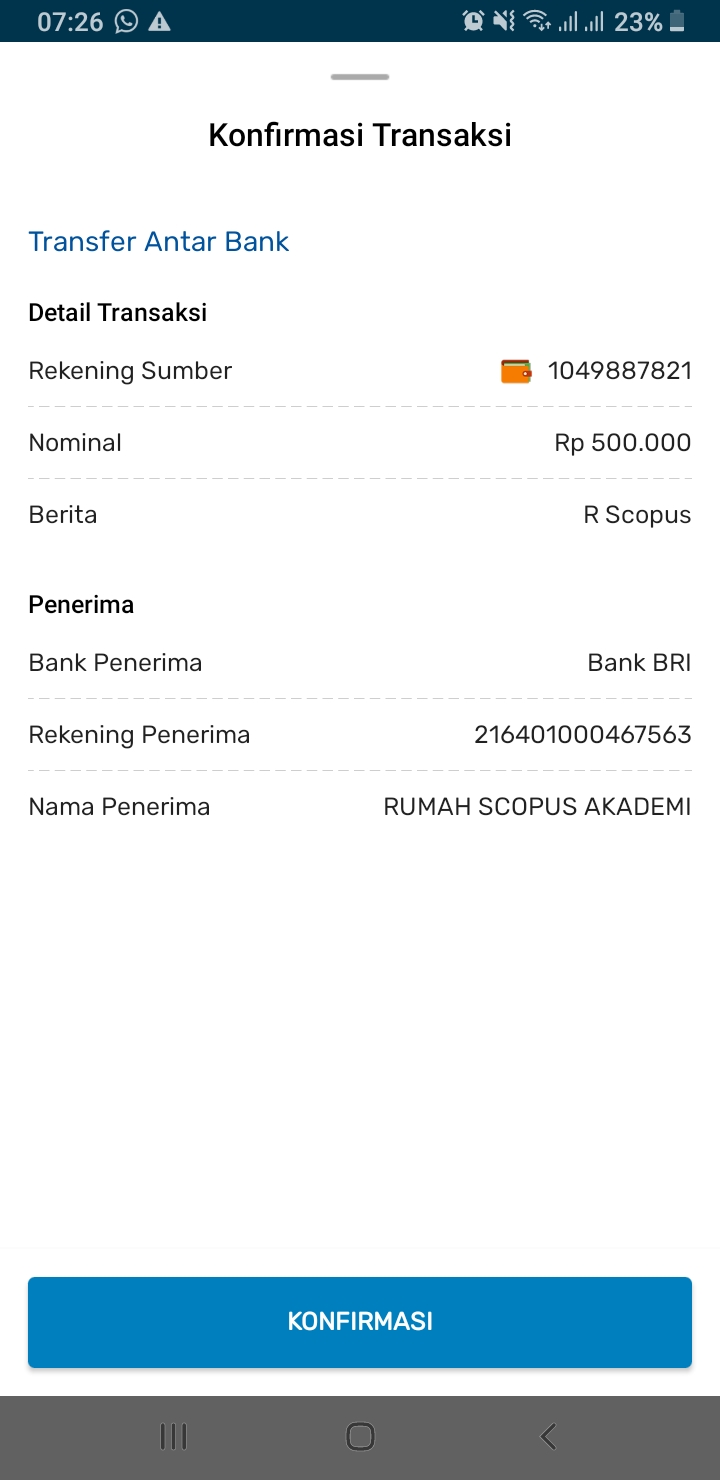 07:26 23%
Konfirmasi Transaksi
Transfer Antar Bank
Detail Transaksi
Rekening Sumber 1049887821
Nominal Rp 500.000
Berita R Scopus
Penerima
Bank Penerima Bank BRI
Rekening Penerima 216401000467563
Nama Penerima RUMAH SCOPUS AKADEMI
KONFIRMASI